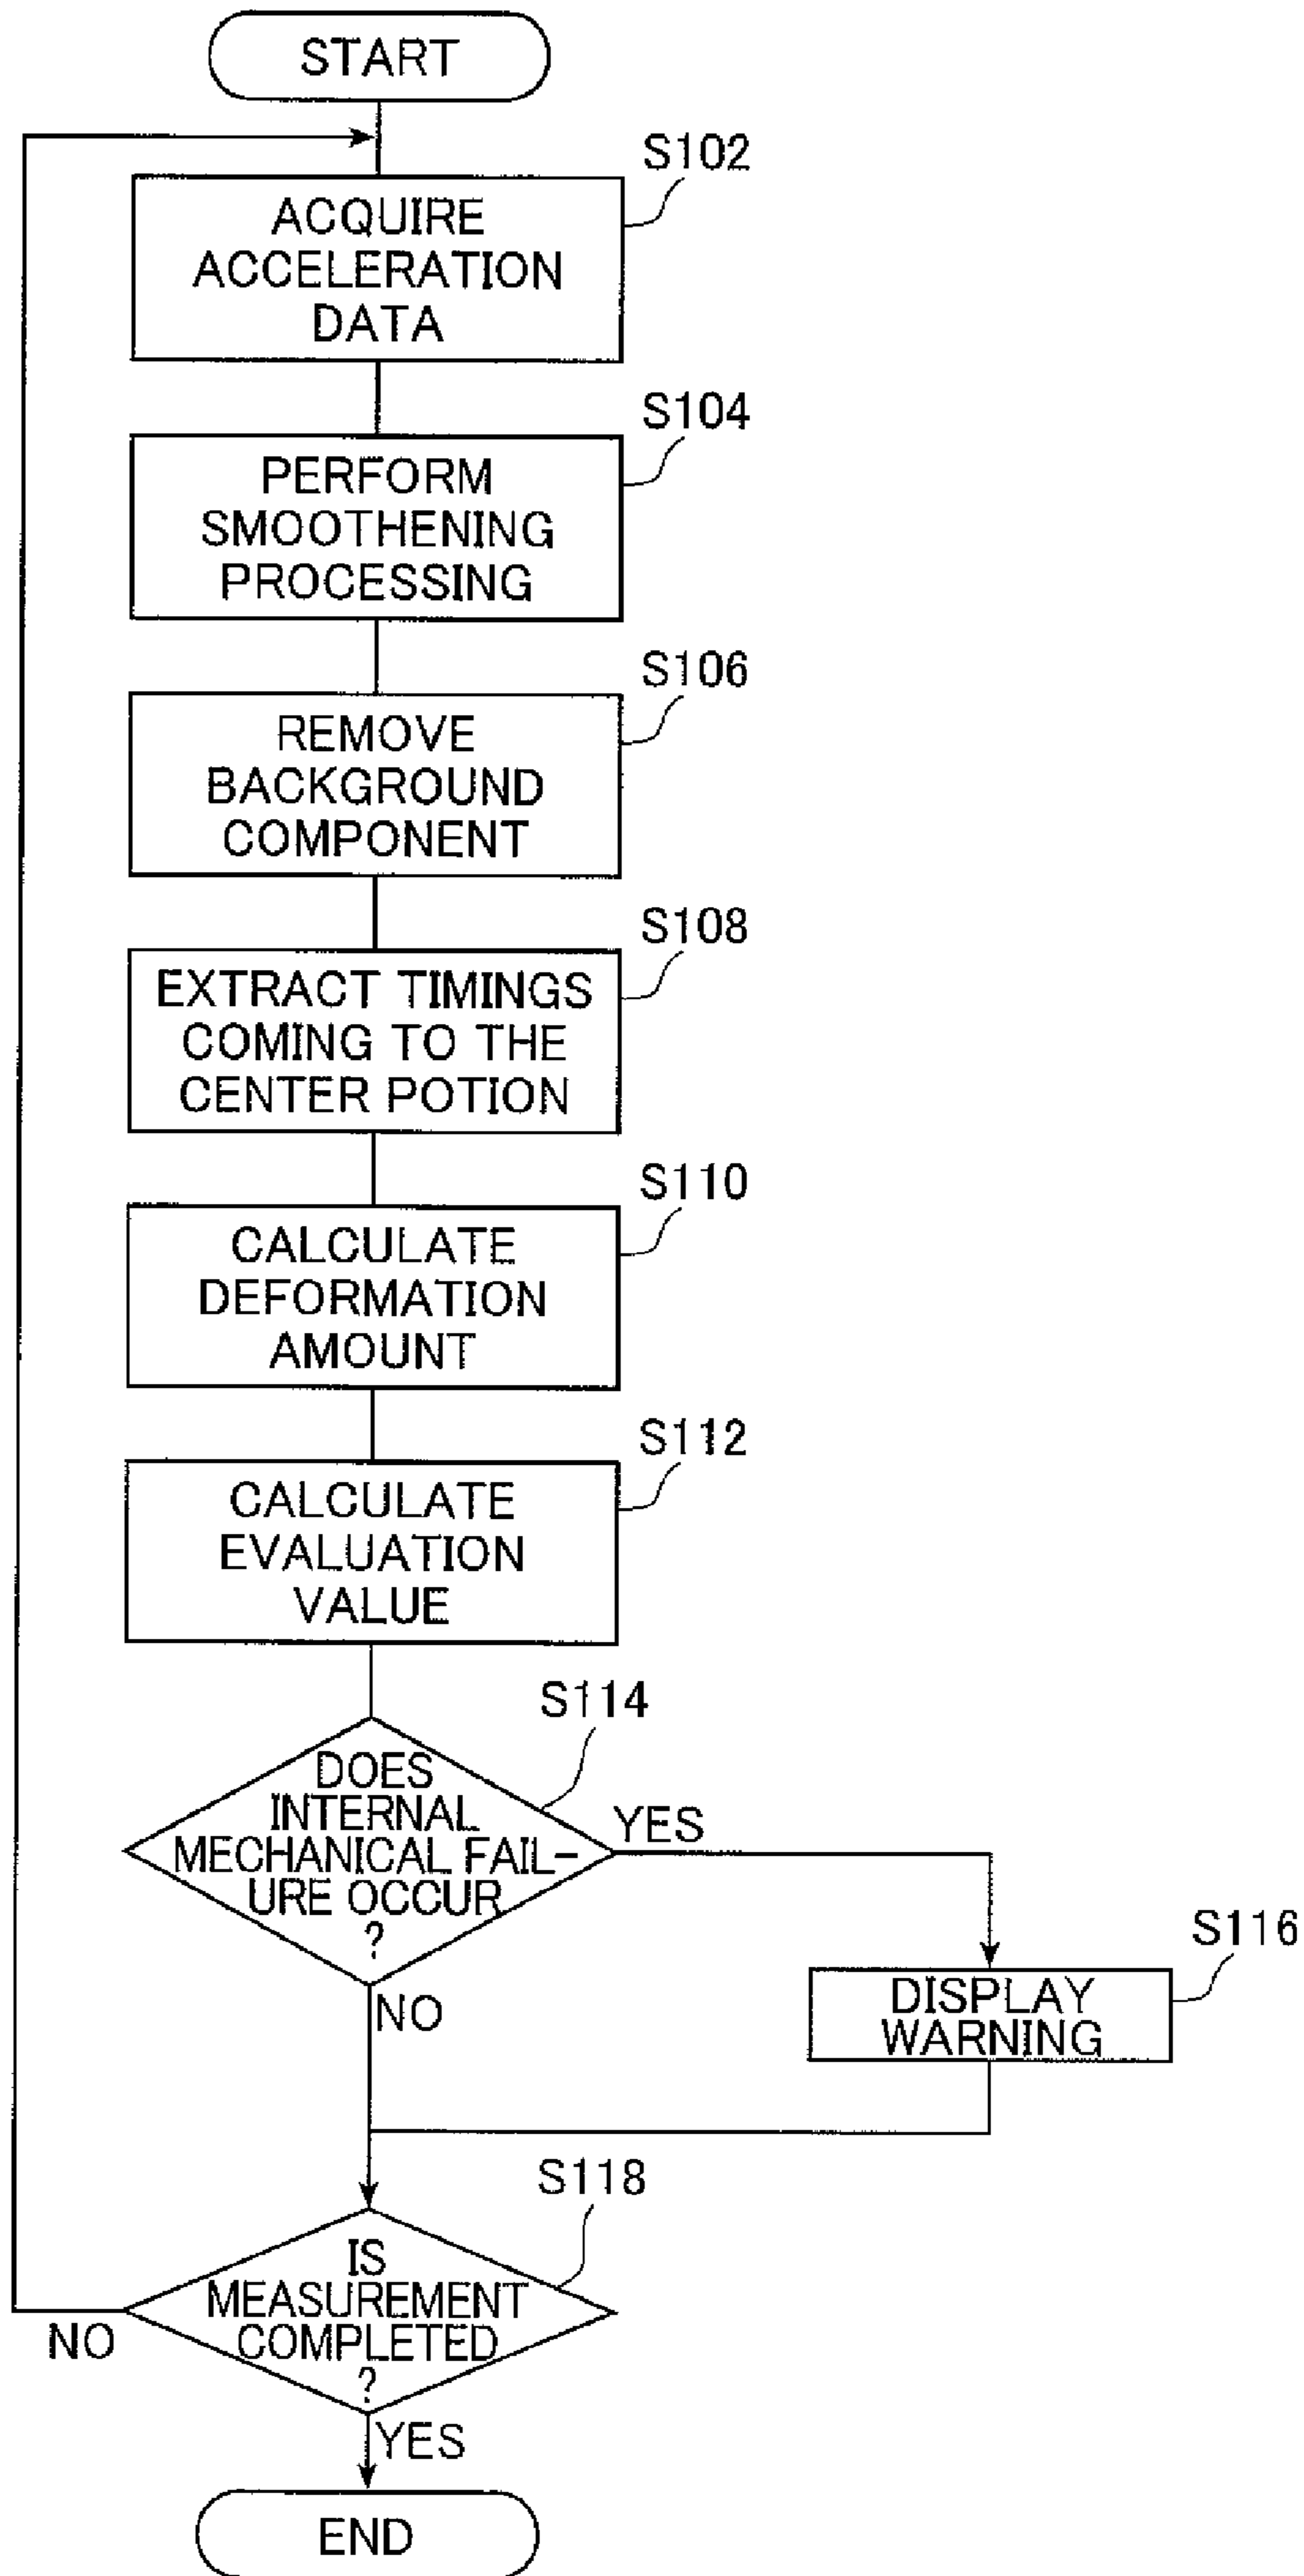 START
S102
ACQUIRE
ACCELERATION
DATA
S104
PERFORM
SMOOTHENING
PROCESSING
S106
REMOVE
BACKGROUND
COMPONENT
S108
EXTRACT TIMINGS
COMING TO THE
CENTER POTION
S110
CALCULATE
DEFORMATION
AMOUNT
S112
CALCULATE
EVALUATION
VALUE
S114
DOES
INTERNAL
MECHANICAL FAIL-
URE OCCUR
?
YES
NO
S116
DISPLAY
WARNING
S118
IS
MEASUREMENT
COMPLETED
?
NO
YES
END